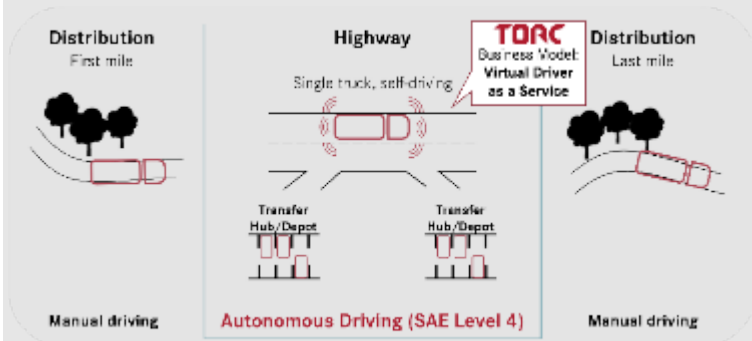 Distribution
First mile
Manual driving
Highway
Single truck, self-driving
TORC
Business Model:
Virtual Driver
as a Service
Transfer
Hub/Depot
Transfer
Hub/Depot
Autonomous Driving (SAE Level 4)
Distribution
Last mile
Manual driving